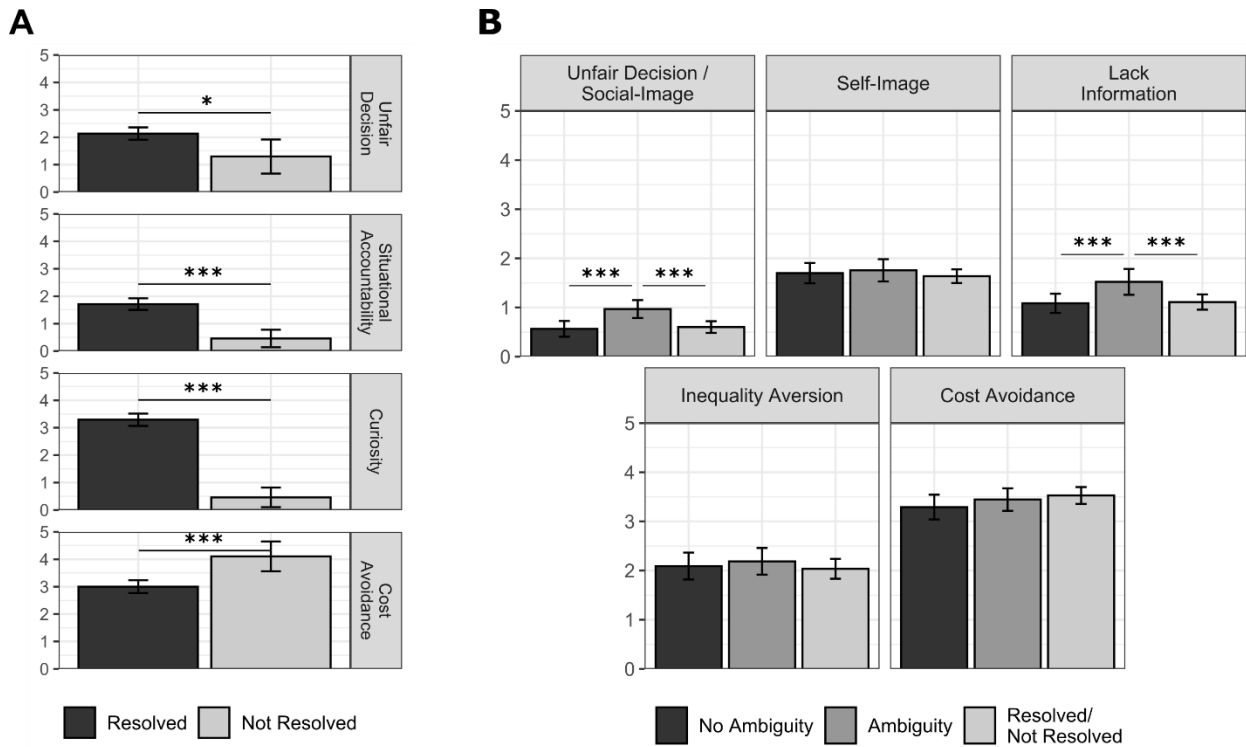 A
5
4
3
2
1
0
*
Unfair
Decision
5
4
3
2
1
0
***
Situational
Accountability
5
4
3
2
1
0
***
Curiosity
5
4
3
2
1
0
***
Cost
Avoidance
Resolved
Not Resolved
B
Unfair Decision /
Social-Image
Self-Image
Lack
Information
5
4
3
2
1
0
*** ***
*** ***
Inequality Aversion
Cost Avoidance
5
4
3
2
1
0
No Ambiguity
Ambiguity
Resolved/
Not Resolved